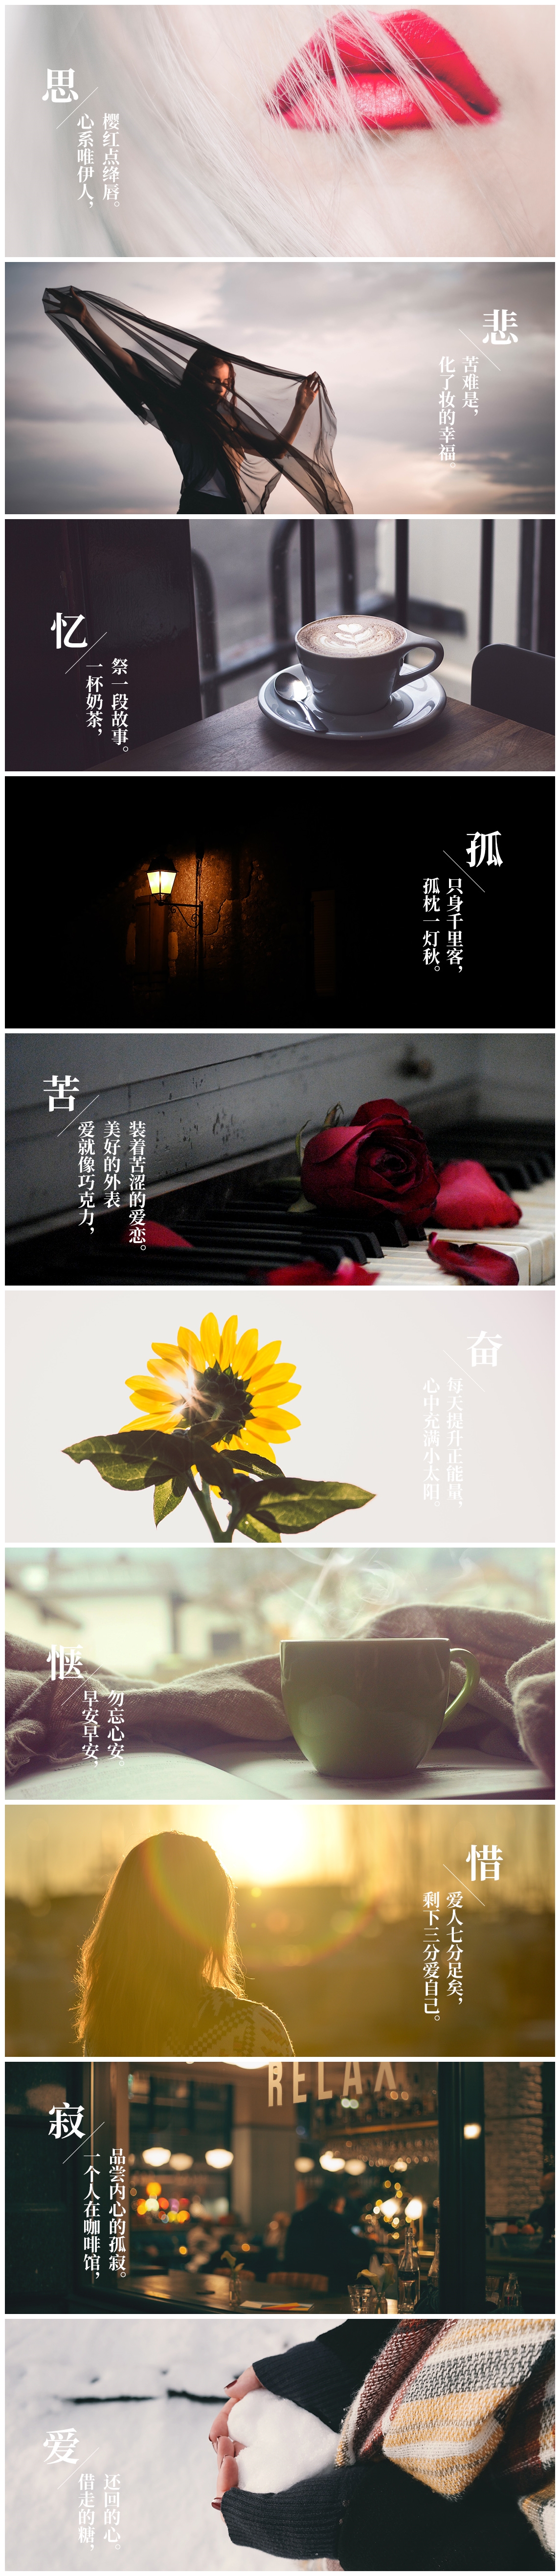 思
心系唯伊人，
樱红点绛唇。
悲
苦难是，
化了妆的幸福。
忆
一杯奶茶，
祭一段故事。
孤
只身千里客，
孤枕一灯秋。
苦
爱就像巧克力，
美好的外表
装着苦涩的爱恋。
奋
每天提升正能量，
心中充满小太阳。
惬
早安早安，
勿忘心安。
惜
爱人七分足矣，
剩下三分爱自己。
RELAX
寂
一个人在咖啡馆，
品尝内心的孤寂。
爱
借走的糖，
还回的心。